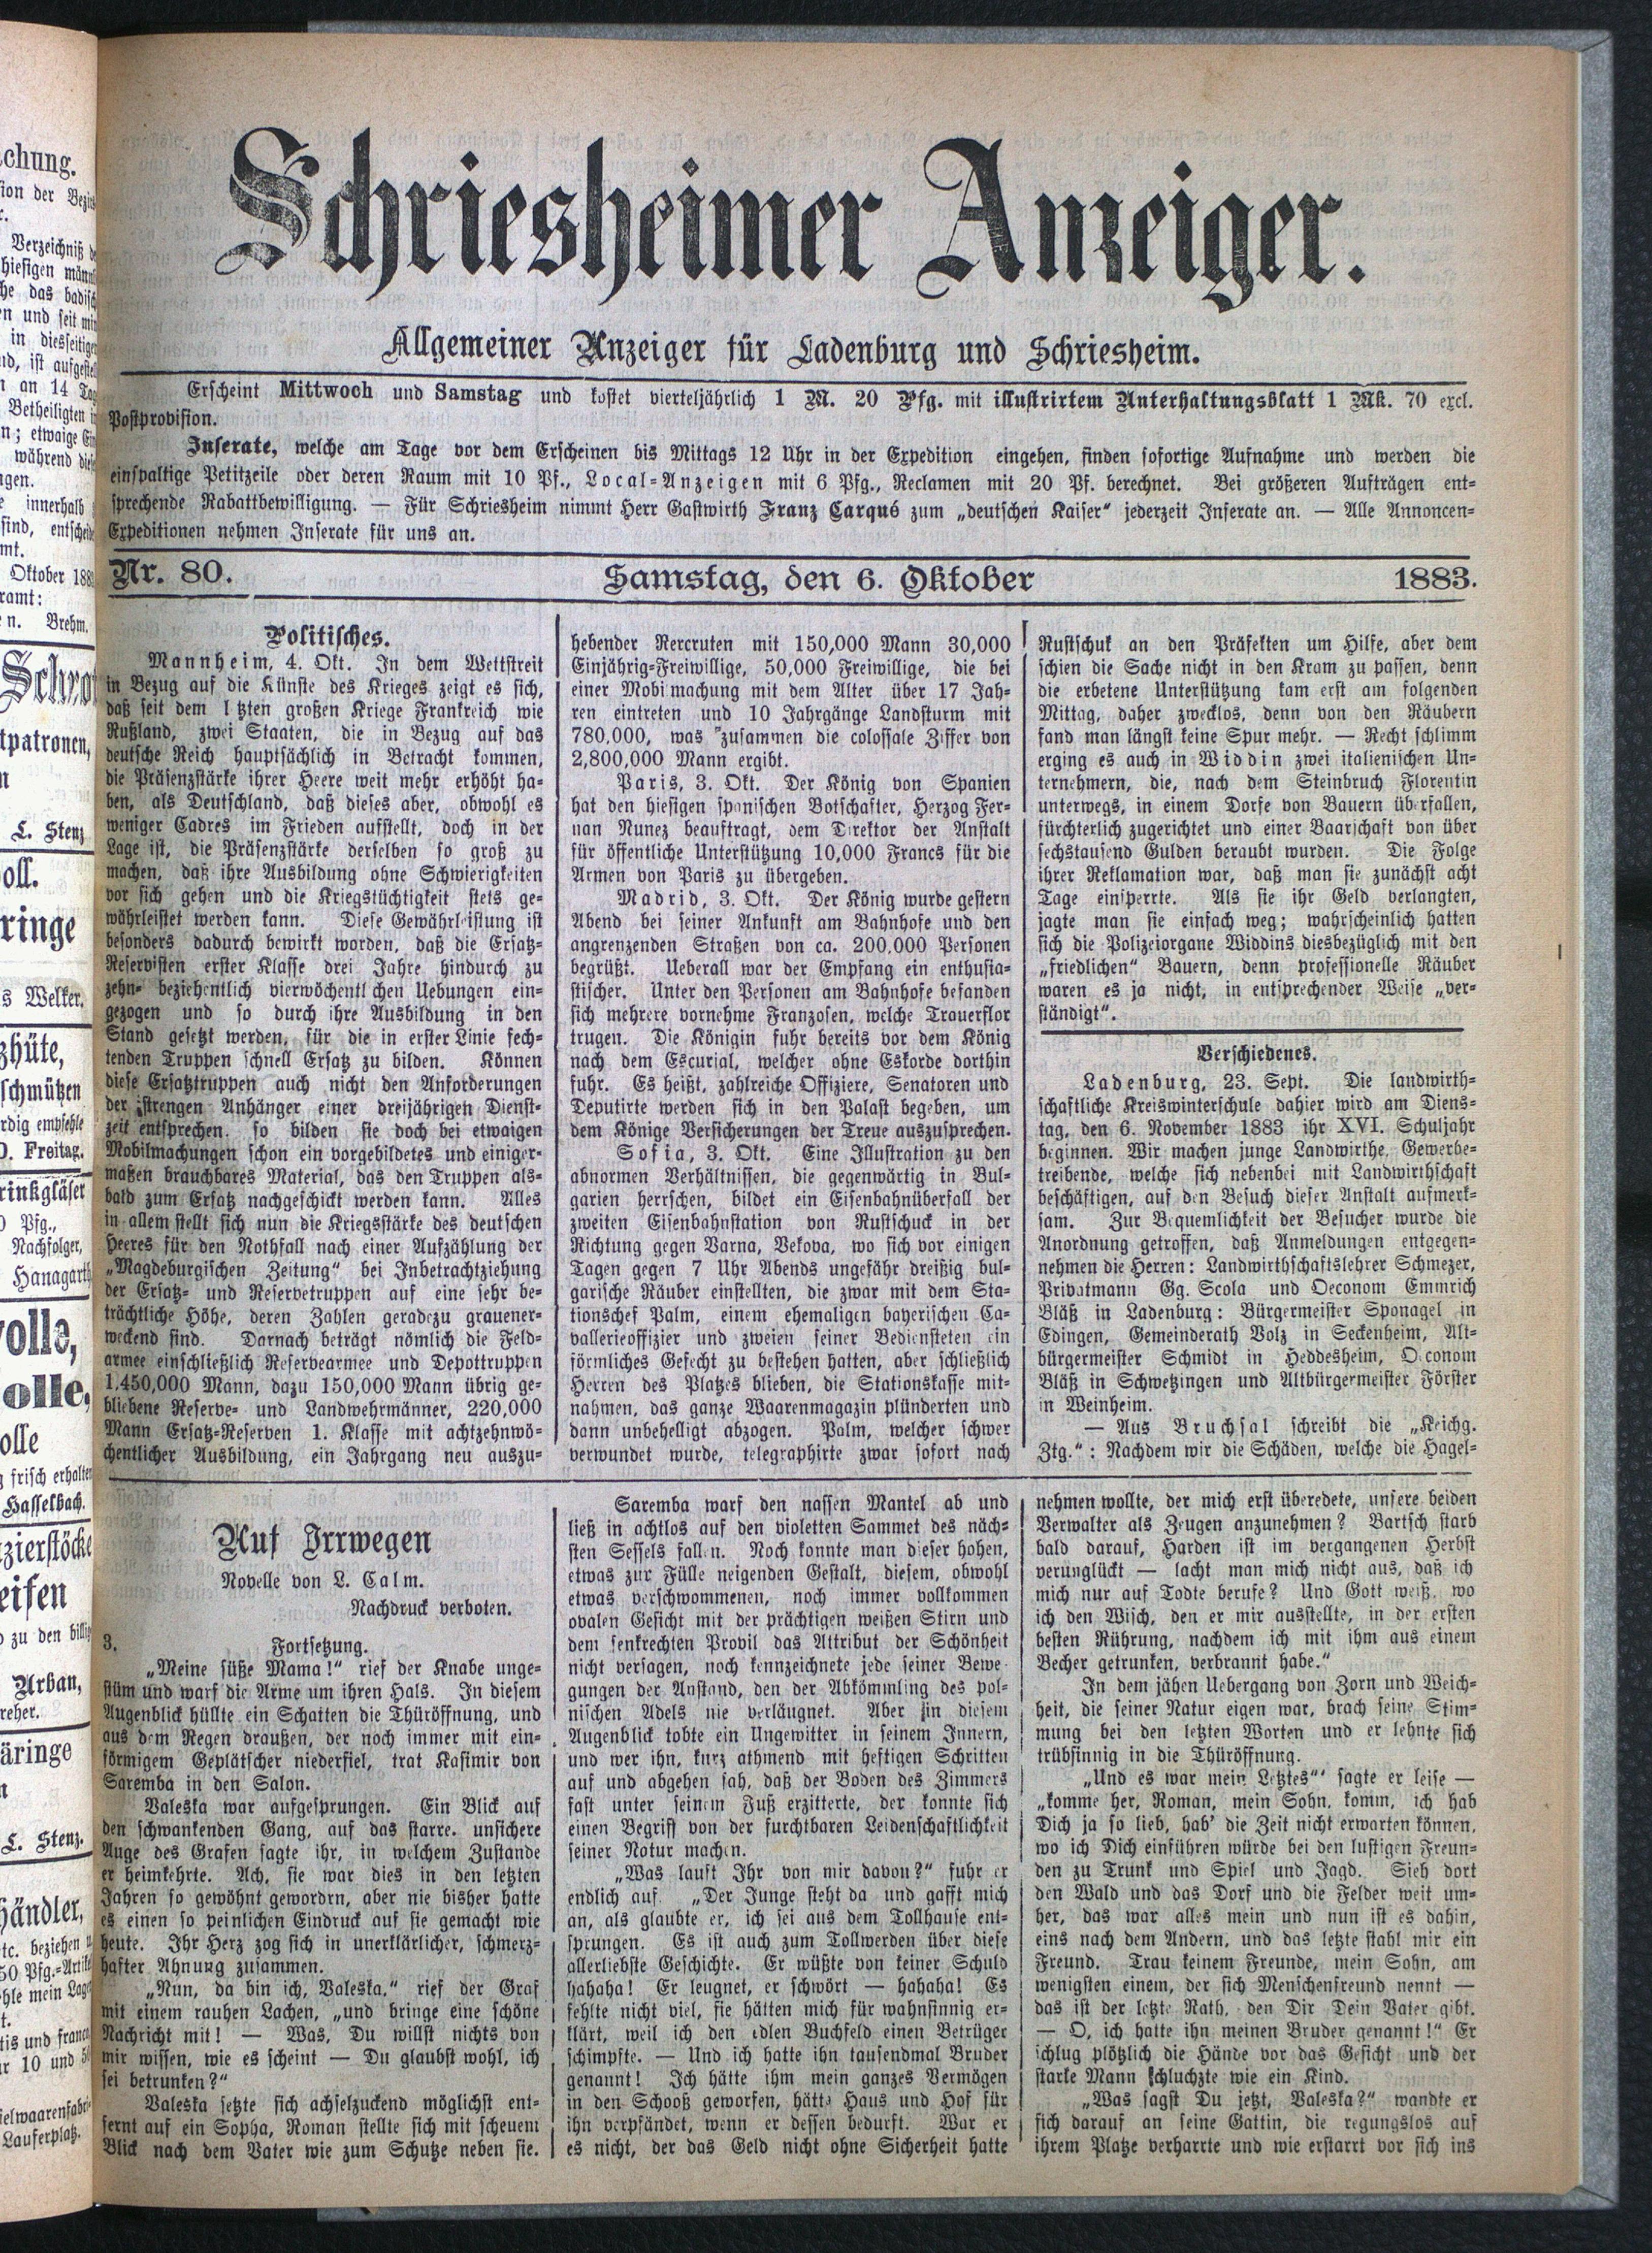 Schriesheimer Anzeiger.
Allgemeiner Anzeiger für Ladenburg und Schriesheim.
Erscheint Mittwoch und Samstag und kostet vierteljährlich 1 M. 20 Pfg. mit illustrirtem Unterhaltungsblatt 1 Mk. 70 excl.
Postprovision.
Inserate, welche am Tage vor dem Erscheinen bis Mittags 12 Uhr in der Expedition eingehen, finden sofortige Aufnahme und werden die
einspaltige Petitzeile oder deren Raum mit 10 Pf., Local-Anzeigen mit 6 Pfg., Reclamen mit 20 Pf. berechnet. Bei größeren Aufträgen ent-
sprechende Rabattbewilligung. — Für Schriesheim nimmt Herr Gastwirth Franz Carqué zum „deutschen Kaiser“ jederzeit Inserate an. — Alle Annoncen-
Expeditionen nehmen Inserate für uns an.
Nr. 80. Samstag, den 6. Oktober 1883.
Politisches.
Mannheim, 4. Okt. In dem Wettstreit
in Bezug auf die Künste des Krieges zeigt es sich,
daß seit dem l tzten großen Kriege Frankreich wie
Rußland, zwei Staaten, die in Bezug auf das
deutsche Reich hauptsächlich in Betracht kommen,
die Präsenzstärke ihrer Heere weit mehr erhöht ha-
ben, als Deutschland, daß dieses aber, obwohl es
weniger Cadres im Frieden aufstellt, doch in der
Lage ist, die Präsenzstärke derselben so groß zu
machen, daß ihre Ausbildung ohne Schwierigkeiten
vor sich gehen und die Kriegstüchtigkeit stets ge-
währleistet werden kann. Diese Gewährleistung ist
besonders dadurch bewirkt worden, daß die Ersatz-
Reservisten erster Klasse drei Jahre hindurch zu
zehn- beziehentlich vierwöchentlichen Uebungen ein-
gezogen und so durch ihre Ausbildung in den
Stand gesetzt werden, für die in erster Linie fech-
tenden Truppen schnell Ersatz zu bilden. Können
diese Ersatztruppen auch nicht den Anforderungen
der strengen Anhänger einer dreijährigen Dienst-
zeit entsprechen. so bilden sie doch bei etwaigen
Mobilmachungen schon ein vorgebildetes und einiger-
maßen brauchbares Material, das den Truppen als-
bald zum Ersatz nachgeschickt werden kann. Alles
in allem stellt sich nun die Kriegsstärke des deutschen
Heeres für den Nothfall nach einer Aufzählung der
„Magdeburgischen Zeitung“ bei Inbetrachtziehung
der Ersatz- und Reservetruppen auf eine sehr be-
trächtliche Höhe, deren Zahlen geradezu grauener-
weckend sind. Darnach beträgt nömlich die Feld-
armee einschließlich Reservearmee und Depottruppen
1,450,000 Mann, dazu 150,000 Mann übrig ge-
bliebene Reserve- und Landwehrmänner, 220,000
Mann Ersatz-Reserven 1. Klasse mit achtzehnwö-
chentlicher Ausbildung, ein Jahrgang neu auszu-
hebender Rercruten mit 150,000 Mann 30,000
Einjährig-Freiwillige, 50,000 Freiwillige, die bei
einer Mobilmachung mit dem Alter über 17 Jah-
ren eintreten und 10 Jahrgänge Landsturm mit
780,000, was zusammen die colossale Ziffer von
2,800,000 Mann ergibt.
Paris, 3. Okt. Der König von Spanien
hat den hiesigen spanischen Botschafter, Herzog Fer-
nan Nunez beauftragt, dem Direktor der Anstalt
für öffentliche Unterstützung 10,000 Francs für die
Armen von Paris zu übergeben.
Madrid, 3. Okt. Der König wurde gestern
Abend bei seiner Ankunft am Bahnhofe und den
angrenzenden Straßen von ca. 200,000 Personen
begrüßt. Ueberall war der Empfang ein enthusia-
stischer. Unter den Personen am Bahnhofe befanden
sich mehrere vornehme Franzosen, welche Trauerflor
trugen. Die Königin fuhr bereits vor dem König
nach dem Escurial, welcher ohne Eskorde dorthin
fuhr. Es heißt, zahlreiche Offiziere, Senatoren und
Deputirte werden sich in den Palast begeben, um
dem Könige Versicherungen der Treue auszusprechen.
Sofia, 3. Okt. Eine Illustration zu den
abnormen Verhältnissen, die gegenwärtig in Bul-
garien herrschen, bildet ein Eisenbahnüberfall der
zweiten Eisenbahnstation von Rustschuck in der
Richtung gegen Varna, Vekova, wo sich vor einigen
Tagen gegen 7 Uhr Abends ungefähr dreißig bul-
garische Räuber einstellten, die zwar mit dem Sta-
tionschef Palm, einem ehemaligen bayerischen Ca-
vallerieoffizier und zweien seiner Bediensteten ein
förmliches Gefecht zu bestehen hatten, aber schließlich
Herren des Platzes blieben, die Stationskasse mit-
nahmen, das ganze Waarenmagazin plünderten und
dann unbehelligt abzogen. Palm, welcher schwer
verwundet wurde, telegraphirte zwar sofort nach
Rustschuk an den Präfekten um Hilfe, aber dem
schien die Sache nicht in den Kram zu passen, denn
die erbetene Unterstützung kam erst am folgenden
Mittag, daher zwecklos, denn von den Räubern
fand man längst keine Spur mehr. — Recht schlimm
erging es auch in Widdin zwei italienischen Un-
ternehmern, die, nach dem Steinbruch Florentin
unterwegs, in einem Dorfe von Bauern überfallen,
fürchterlich zugerichtet und einer Baarschaft von über
sechstausend Gulden beraubt wurden. Die Folge
ihrer Reklamation war, daß man sie zunächst acht
Tage einsperrte. Als sie ihr Geld verlangten,
jagte man sie einfach weg; wahrscheinlich hatten
sich die Polizeiorgane Widdins diesbezüglich mit den
„friedlichen“ Bauern, denn professionelle Räuber
waren es ja nicht, in entsprechender Weise „ver-
ständigt“.
Verschiedenes.
Ladenburg, 23. Sept. Die landwirth-
schaftliche Kreiswinterschule dahier wird am Diens-
tag, den 6. November 1883 ihr XVI. Schuljahr
beginnen. Wir machen junge Landwirthe, Gewerbe-
treibende, welche sich nebenbei mit Landwirthschaft
beschäftigen, auf den Besuch dieser Anstalt aufmerk-
sam. Zur Bequemlichkeit der Besucher wurde die
Anordnung getroffen, daß Anmeldungen entgegen-
nehmen die Herren: Landwirthschaftslehrer Schmezer,
Privatmann Gg. Scola und Oeconom Emmrich
Bläß in Ladenburg: Bürgermeister Sponagel in
Edingen, Gemeinderath Volz in Seckenheim, Alt-
bürgermeister Schmidt in Heddesheim, Oeconom
Bläß in Schwetzingen und Altbürgermeister Förster
in Weinheim.
— Aus Bruchsal schreibt die „Keichg.
Ztg.“: Nachdem wir die Schäden, welche die Hagel-
Auf Irrwegen
Novelle von L. Calm.
Nachdruck verboten.
3. Fortsetzung.
„Meine süße Mama!“ rief der Knabe unge-
stüm und warf die Arme um ihren Hals. In diesem
Augenblick hüllte ein Schatten die Thüröffnung, und
aus dem Regen draußen, der noch immer mit ein-
förmigem Geplätscher niederfiel, trat Kasimir von
Saremba in den Salon.
Valeska war aufgesprungen. Ein Blick auf
den schwankenden Gang, auf das starre. unsichere
Auge des Grafen sagte ihr, in welchem Zustande
er heimkehrte. Ach, sie war dies in den letzten
Jahren so gewöhnt gewordrn, aber nie bisher hatte
es einen so peinlichen Eindruck auf sie gemacht wie
heute. Ihr Herz zog sich in unerklärlicher, schmerz-
hafter Ahnung zusammen.
„Nun, da bin ich, Valeska.“ rief der Graf
mit einem rauhen Lachen, „und bringe eine schöne
Nachricht mit! — Was, Du willst nichts von
mir wissen, wie es scheint — Du glaubst wohl, ich
sei betrunken?“
Valeska setzte sich achselzuckend möglichst ent-
fernt auf ein Sopha, Roman stellte sich mit scheuem
Blick nach dem Vater wie zum Schutze neben sie.
Saremba warf den nassen Mantel ab und
ließ in achtlos auf den violetten Sammet des näch-
sten Sessels fallen. Noch konnte man dieser hohen,
etwas zur Fülle neigenden Gestalt, diesem, obwohl
etwas verschwommenen, noch immer vollkommen
ovalen Gesicht mit der prächtigen weißen Stirn und
dem senkrechten Provil das Attribut der Schönheit
nicht versagen, noch kennzeichnete jede seiner Bewe-
gungen der Anstand, den der Abkömmling des pol-
nischen Adels nie verläugnet. Aber in diesem
Augenblick tobte ein Ungewitter in seinem Innern,
und wer ihn, kurz athmend mit heftigen Schritten
auf und abgehen sah, daß der Boden des Zimmers
fast unter seinem Fuß erzitterte, der konnte sich
einen Begriff von der furchtbaren Leidenschaftlichkeit
seiner Natur machen.
„Was lauft Ihr von mir davon?“ fuhr er
endlich auf. „Der Junge steht da und gafft mich
an, als glaubte er, ich sei aus dem Tollhause ent-
sprungen. Es ist auch zum Tollwerden über diese
allerliebste Geschichte. Er wüßte von keiner Schuld
hahaha! Er leugnet, er schwört — hahaha! Es
fehlte nicht viel, sie hätten mich für wahnsinnig er-
klärt, weil ich den edlen Buchfeld einen Betrüger
schimpfte. — Und ich hatte ihn tausendmal Bruder
genannt! Ich hätte ihm mein ganzes Vermögen
in den Schooß geworfen, hätte Haus und Hof für
ihn verpfändet, wenn er dessen bedurft. War er
es nicht, der das Geld nicht ohne Sicherheit hatte
nehmen wollte, der mich erst überedete, unsere beiden
Verwalter als Zeugen anzunehmen? Bartsch starb
bald darauf, Harden ist im vergangenen Herbst
verunglückt — lacht man mich nicht aus, daß ich
mich nur auf Todte berufe? Und Gott weiß, wo
ich den Wisch, den er mir ausstellte, in der ersten
besten Rührung, nachdem ich mit ihm aus einem
Becher getrunken, verbrannt habe.“
In dem jähen Uebergang von Zorn und Weich-
heit, die seiner Natur eigen war, brach seine Stim-
mung bei den letzten Worten und er lehnte sich
trübsinnig in die Thüröffnung.
„Und es war mein Letztes“' sagte er leise —
„komme her, Roman, mein Sohn. komm, ich hab
Dich ja so lieb, hab' die Zeit nicht erwarten können,
wo ich Dich einführen würde bei den lustigen Freun-
den zu Trunk und Spiel und Jagd. Sieh dort
den Wald und das Dorf und die Felder weit um-
her, das war alles mein und nun ist es dahin,
eins nach dem Andern, und das letzte stahl mir ein
Freund. Trau keinem Freunde, mein Sohn, am
wenigsten einem, der sich Menschenfreund nennt —
das ist der letzte Rath, den Dir Dein Vater gibt.
— O, ich hatte ihn meinen Bruder genannt!“ Er
schlug plötzlich die Hände vor das Gesicht und der
starke Mann schluchzte wie ein Kind.
„Was sagst Du jetzt, Valeska?“ wandte er
sich darauf an seine Gattin, die regungslos auf
ihrem Platze verharrte und wie erstarrt vor sich ins